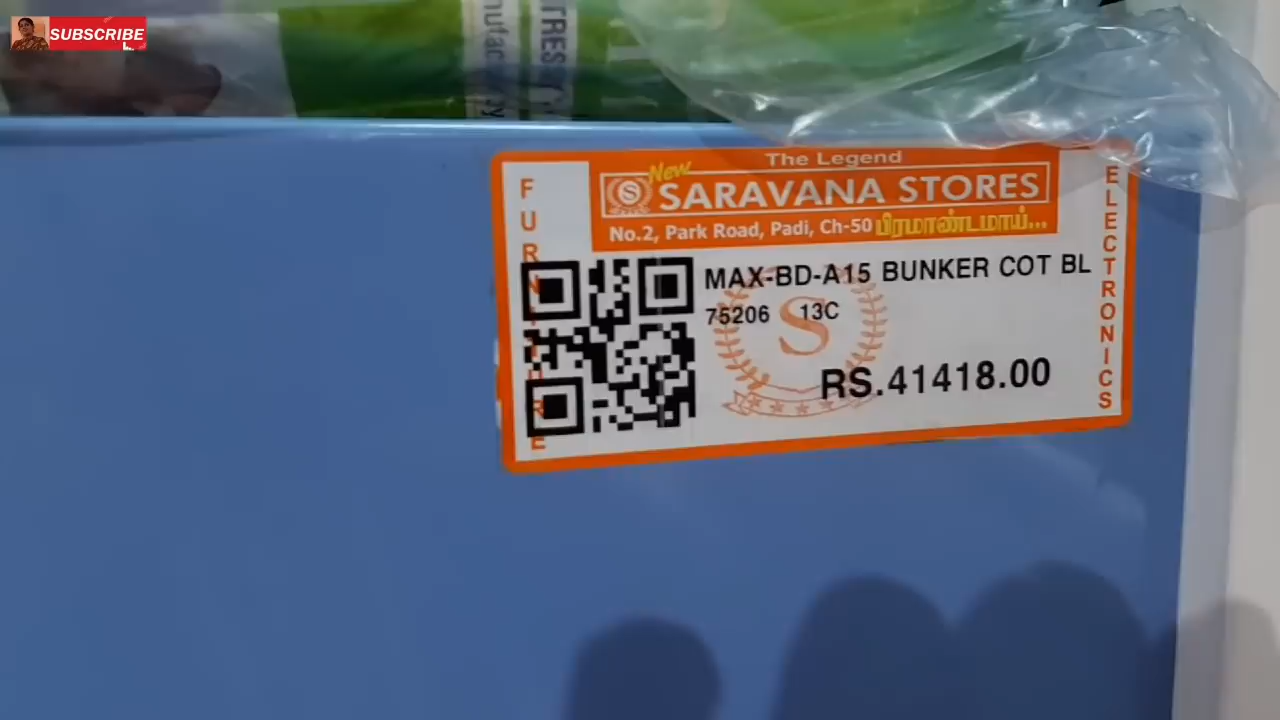 SUBSCRIBE
TRES
The Legend
New
SARAVANA STORES
S
No.2, Park Road, Padi, Ch-50 பிரமாண்டமாய்...
FURNITURE
MAX-BD-A15 BUNKER COT BL
75206 13C
S
RS.41418.00
ELECTRONICS